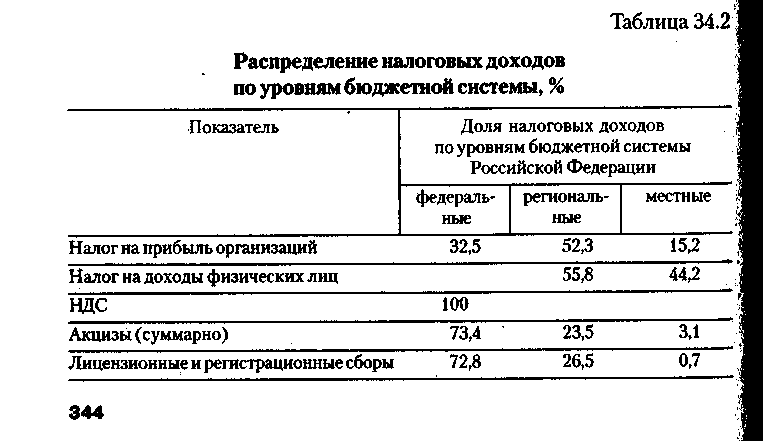 Таблица 34.2
Распределение налоговых доходов
по уровням бюджетной системы, %
Показатель
Доля налоговых доходов
по уровням бюджетной системы
Российской Федерации
федераль-
ные
региональ-
ные
местные
Налог на прибыль организаций 32,5 52,3 15,2
Налог на доходы физических лиц 55,8 44,2
НДС 100
Акцизы (суммарно) 73,4 23,5 3,1
Лицензионные и регистрационные сборы 72,8 26,5 0,7
344